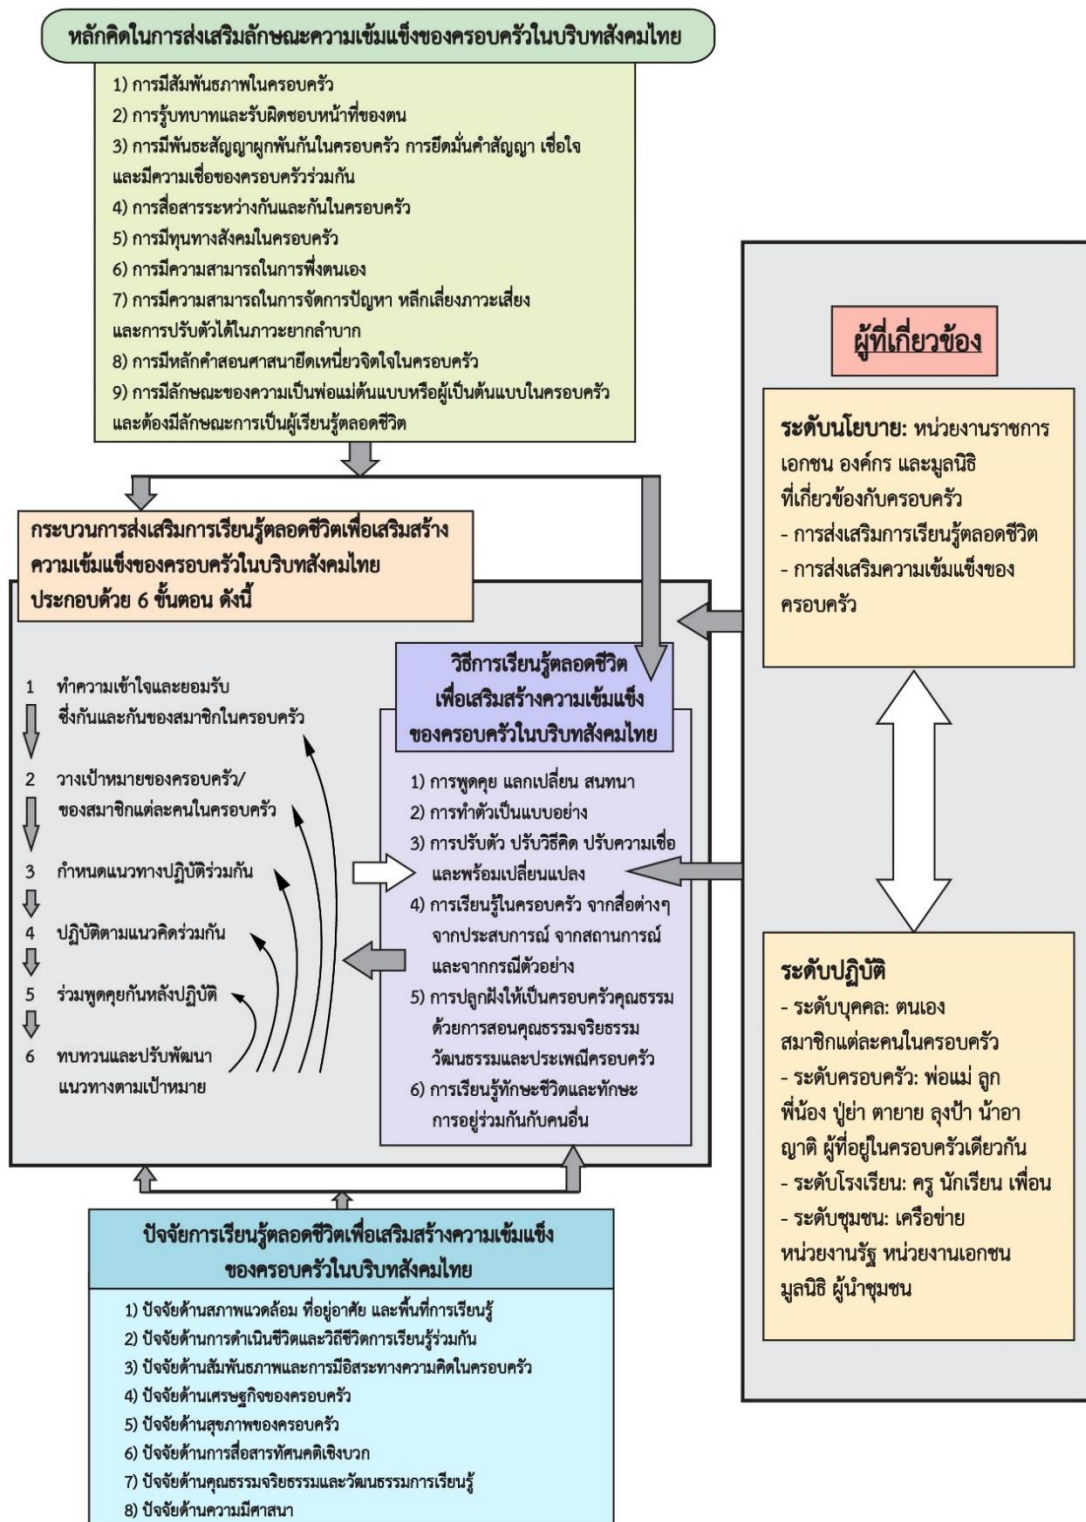 หลักคิดในการส่งเสริมลักษณะความเข้มแข็งของครอบครัวในบริบทสังคมไทย
1) การมีสัมพันธภาพในครอบครัว
2) การรู้บทบาทและรับผิดชอบหน้าที่ของตน
3) การมีพันธะสัญญาผูกพันกันในครอบครัว การยึดมั่นคำสัญญา เชื่อใจ
และมีความเชื่อของครอบครัวร่วมกัน
4) การสื่อสารระหว่างกันและกันในครอบครัว
5) การมีทุนทางสังคมในครอบครัว
6) การมีความสามารถในการพึ่งตนเอง
7) การมีความสามารถในการจัดการปัญหา หลีกเลี่ยงภาวะเสี่ยง
และการปรับตัวได้ในภาวะยากลำบาก
8) การมีหลักคำสอนศาสนายึดเหนี่ยวจิตใจในครอบครัว
9) การมีลักษณะของความเป็นพ่อแม่ต้นแบบหรือผู้เป็นต้นแบบในครอบครัว
และต้องมีลักษณะการเป็นผู้เรียนรู้ตลอดชีวิต
กระบวนการส่งเสริมการเรียนรู้ตลอดชีวิตเพื่อเสริมสร้าง
ความเข้มแข็งของครอบครัวในบริบทสังคมไทย
ประกอบด้วย 6 ขั้นตอน ดังนี้
1 ทำความเข้าใจและยอมรับ
ซึ่งกันและกันของสมาชิกในครอบครัว
2 วางเป้าหมายของครอบครัว/
ของสมาชิกแต่ละคนในครอบครัว
3 กำหนดแนวทางปฏิบัติร่วมกัน
4 ปฏิบัติตามแนวคิดร่วมกัน
5 ร่วมพูดคุยกันหลังปฏิบัติ
6 ทบทวนและปรับพัฒนา
แนวทางตามเป้าหมาย
วิธีการเรียนรู้ตลอดชีวิต
เพื่อเสริมสร้างความเข้มแข็ง
ของครอบครัวในบริบทสังคมไทย
1) การพูดคุย แลกเปลี่ยน สนทนา
2) การทำตัวเป็นแบบอย่าง
3) การปรับตัว ปรับวิธีคิด ปรับความเชื่อ
และพร้อมเปลี่ยนแปลง
4) การเรียนรู้ในครอบครัว จากสื่อต่างๆ
จากประสบการณ์ จากสถานการณ์
และจากกรณีตัวอย่าง
5) การปลูกฝังให้เป็นครอบครัวคุณธรรม
ด้วยการสอนคุณธรรมจริยธรรม
วัฒนธรรมและประเพณีครอบครัว
6) การเรียนรู้ทักษะชีวิตและทักษะ
การอยู่ร่วมกันกับคนอื่น
ปัจจัยการเรียนรู้ตลอดชีวิตเพื่อเสริมสร้างความเข้มแข็ง
ของครอบครัวในบริบทสังคมไทย
1) ปัจจัยด้านสภาพแวดล้อม ที่อยู่อาศัย และพื้นที่การเรียนรู้
2) ปัจจัยด้านการดำเนินชีวิตและวิถีชีวิตการเรียนรู้ร่วมกัน
3) ปัจจัยด้านสัมพันธภาพและการมีอิสระทางความคิดในครอบครัว
4) ปัจจัยด้านเศรษฐกิจของครอบครัว
5) ปัจจัยด้านสุขภาพของครอบครัว
6) ปัจจัยด้านการสื่อสารทัศนคติเชิงบวก
7) ปัจจัยด้านคุณธรรมจริยธรรมและวัฒนธรรมการเรียนรู้
8) ปัจจัยด้านความมีศาสนา
ผู้ที่เกี่ยวข้อง
ระดับนโยบาย: หน่วยงานราชการ
เอกชน องค์กร และมูลนิธิ
ที่เกี่ยวข้องกับครอบครัว
- การส่งเสริมการเรียนรู้ตลอดชีวิต
- การส่งเสริมความเข้มแข็งของ
ครอบครัว
ระดับปฏิบัติ
- ระดับบุคคล: ตนเอง
สมาชิกแต่ละคนในครอบครัว
- ระดับครอบครัว: พ่อแม่ ลูก
พี่น้อง ปู่ย่า ตายาย ลุงป้า น้าอา
ญาติ ผู้ที่อยู่ในครอบครัวเดียวกัน
- ระดับโรงเรียน: ครู นักเรียน เพื่อน
- ระดับชุมชน: เครือข่าย
หน่วยงานรัฐ หน่วยงานเอกชน
มูลนิธิ ผู้นำชุมชน